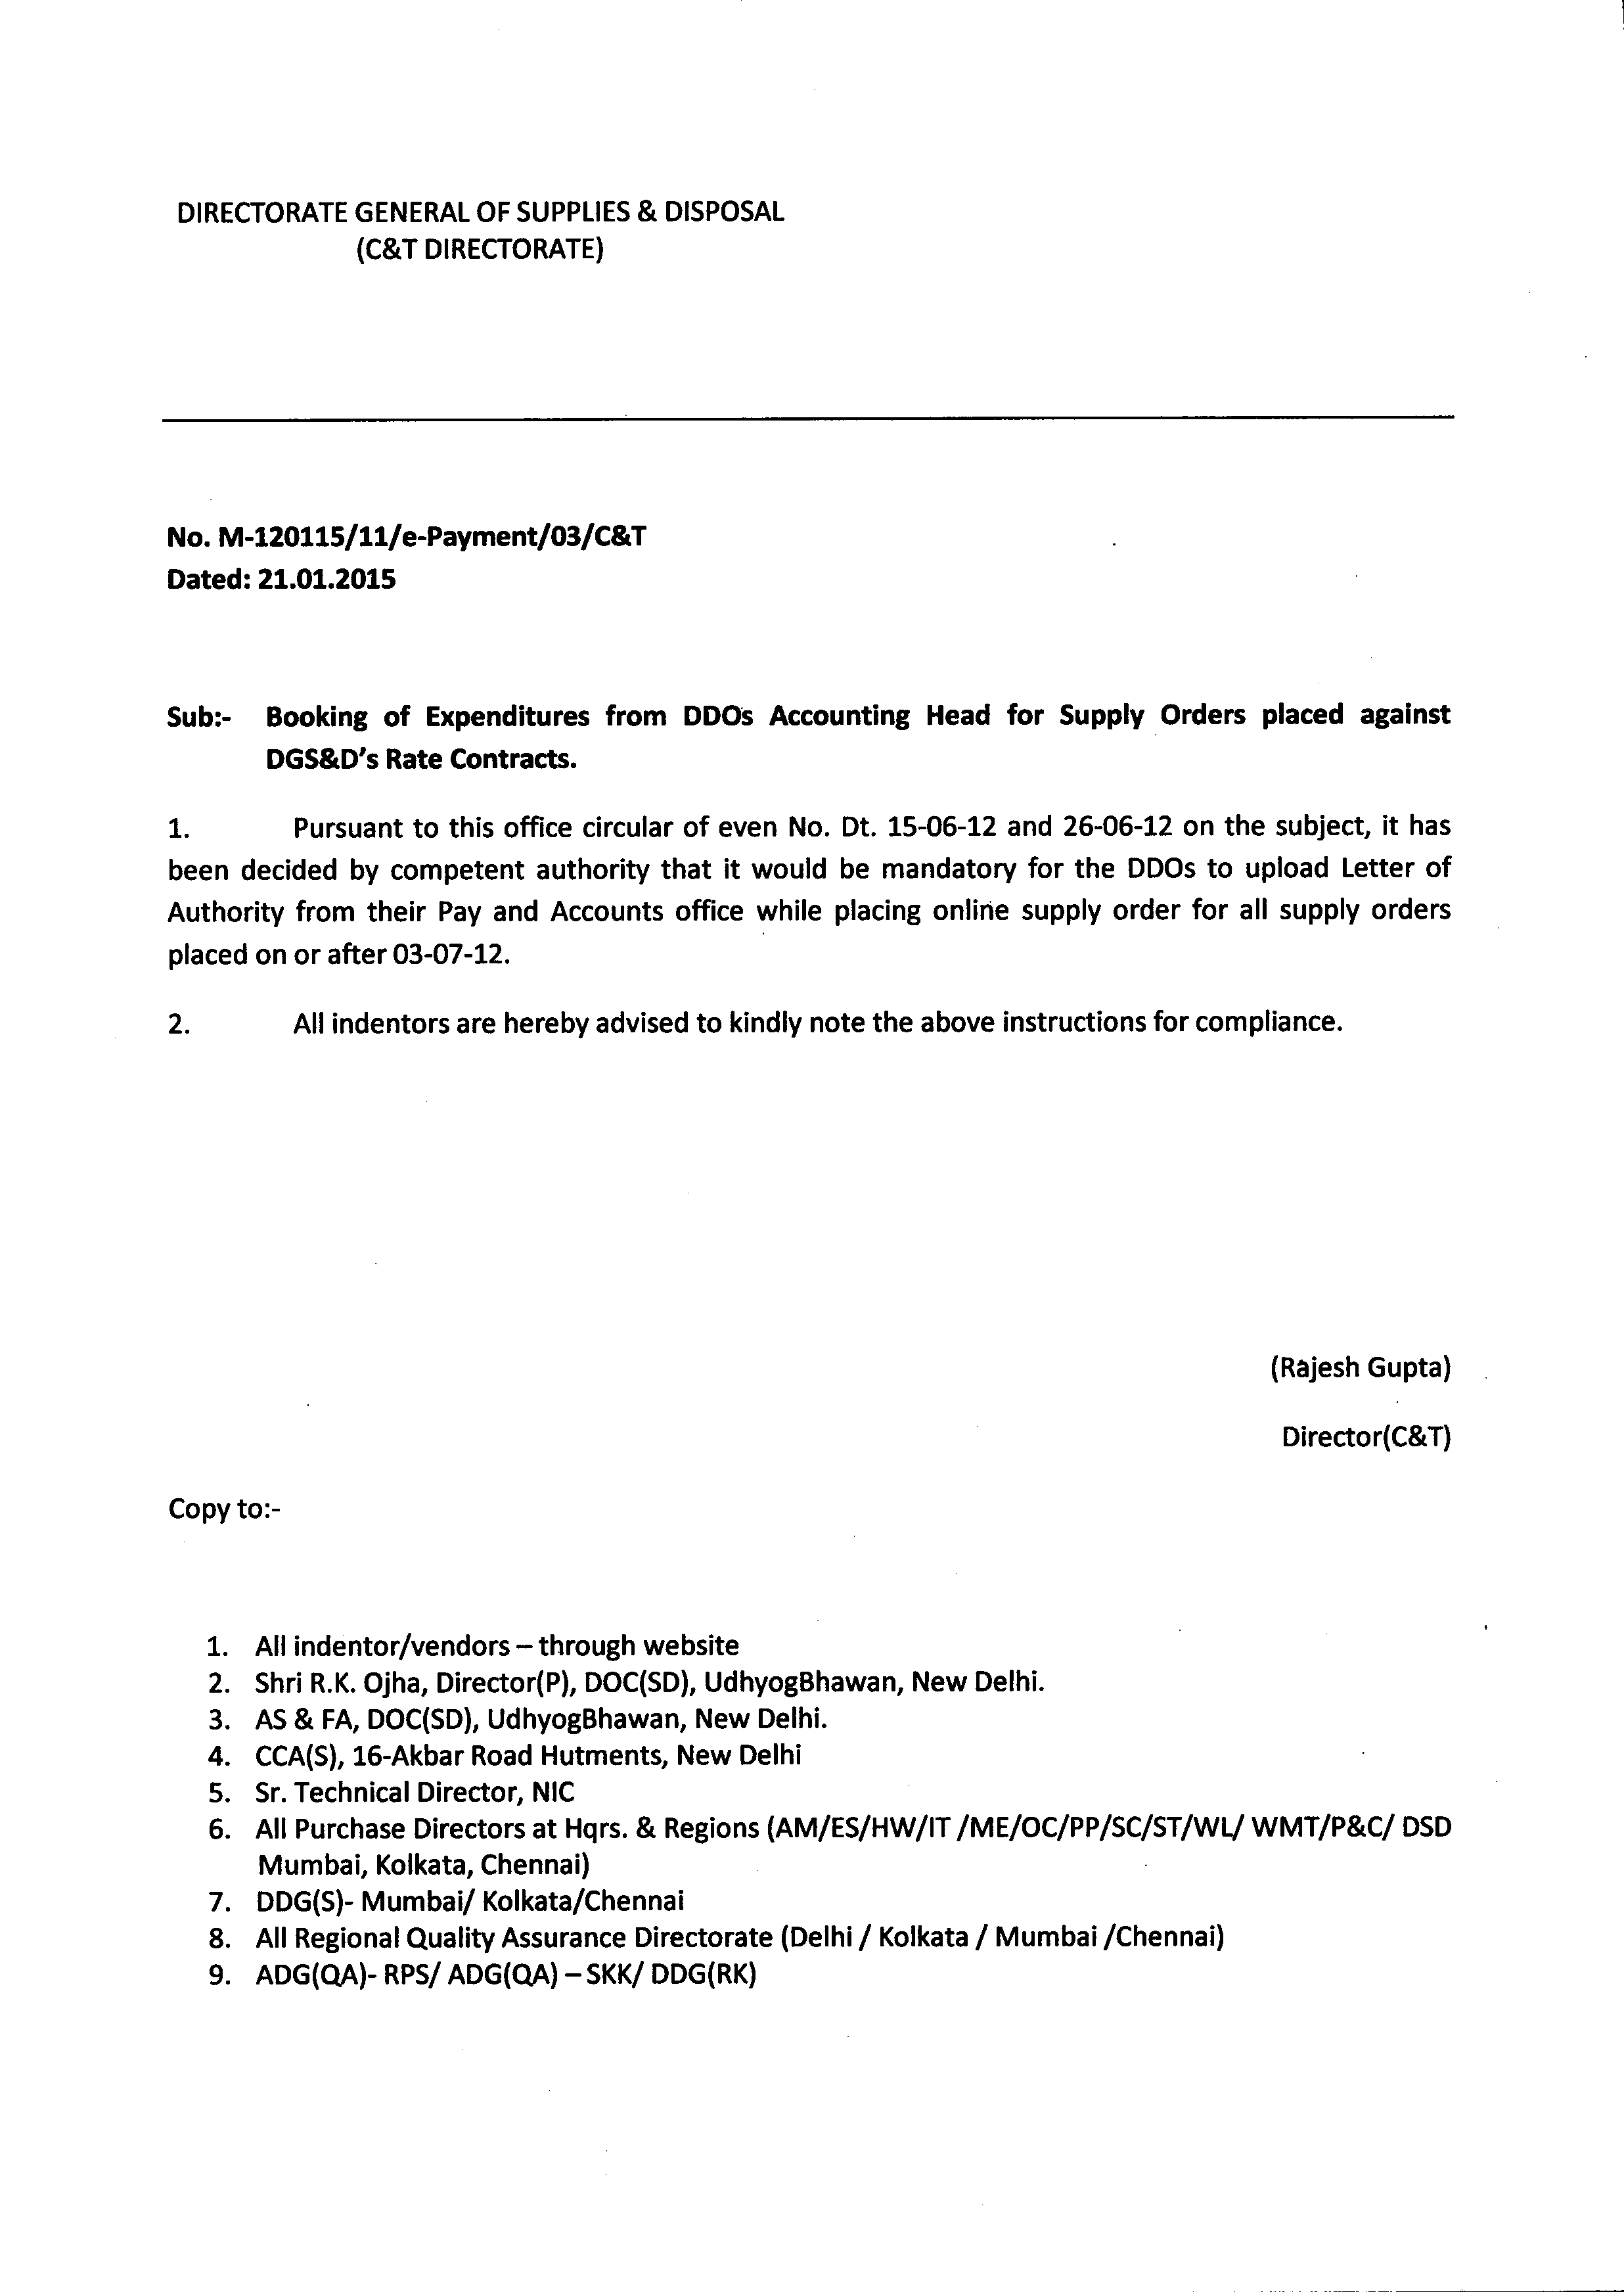 DIRECTORATE GENERAL OF SUPPLIES & DISPOSAL
(C&T DIRECTORATE)
No. M-120115/11/e-Payment/03/C&T
Dated: 21.01.2015
Sub:- Booking of Expenditures from DDOs Accounting Head for Supply Orders placed against
DGS&D's Rate Contracts.
1. Pursuant to this office circular of even No. Dt. 15-06-12 and 26-06-12 on the subject, it has
been decided by competent authority that it would be mandatory for the DDOs to upload Letter of
Authority from their Pay and Accounts office while placing online supply order for all supply orders
placed on or after 03-07-12.
2. All indentors are hereby advised to kindly note the above instructions for compliance.
(Rajesh Gupta)
Director(C&T)
Copy to:-
1. All indentor/vendors – through website
2. Shri R.K. Ojha, Director(P), DOC(SD), UdhyogBhawan, New Delhi.
3. AS & FA, DOC(SD), UdhyogBhawan, New Delhi.
4. CCA(S), 16-Akbar Road Hutments, New Delhi
5. Sr. Technical Director, NIC
6. All Purchase Directors at Hqrs. & Regions (AM/ES/HW/IT /ME/OC/PP/SC/ST/WL/ WMT/P&C/ DSD
Mumbai, Kolkata, Chennai)
7. DDG(S)- Mumbai/ Kolkata/Chennai
8. All Regional Quality Assurance Directorate (Delhi / Kolkata / Mumbai /Chennai)
9. ADG(QA)- RPS/ ADG(QA) – SKK/ DDG(RK)